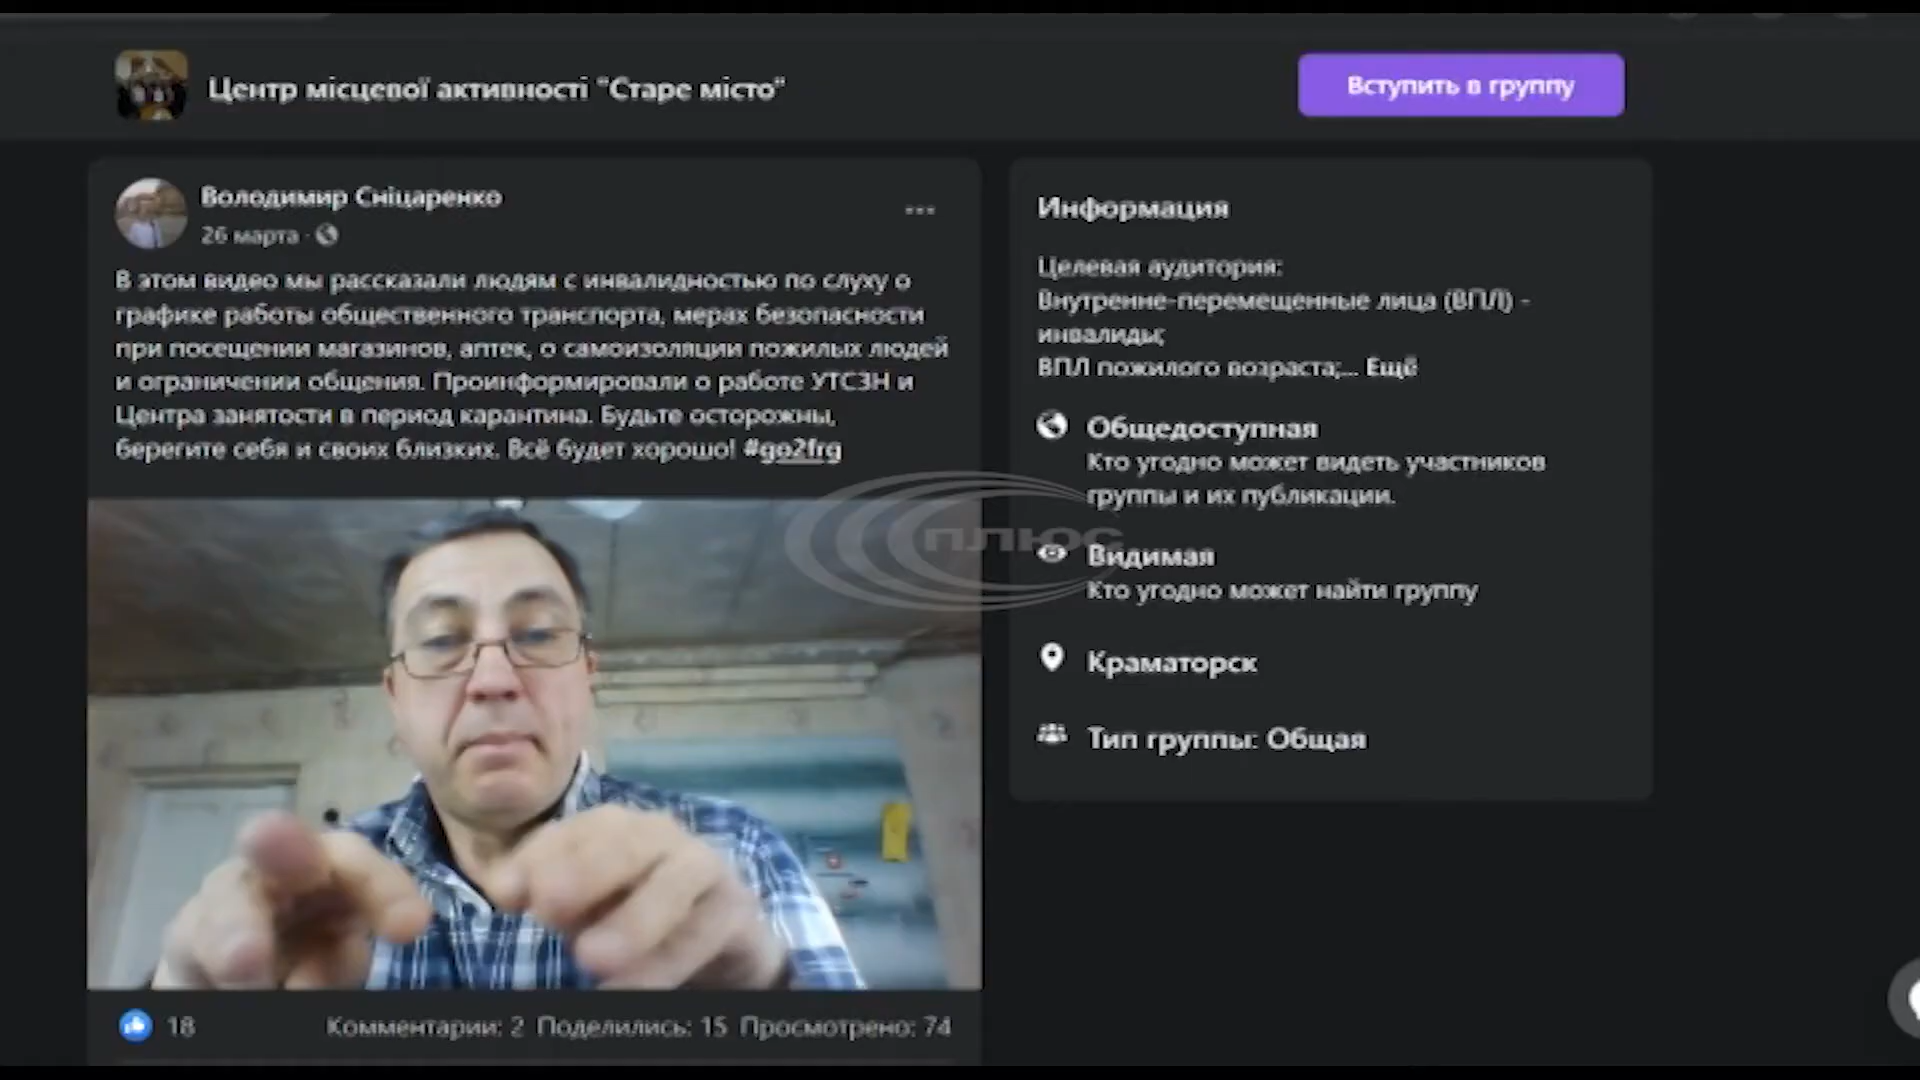 Центр місцевої активності "Старе місто"
Вступить в группу
Володимир Сніцаренко
26 марта ·
В этом видео мы рассказали людям с инвалидностью по слуху о
графике работы общественного транспорта, мерах безопасности
при посещении магазинов, аптек, о самоизоляции пожилых людей
и ограничении общения. Проинформировали о работе УТСЗН и
Центра занятости в период карантина. Будьте осторожны,
берегите себя и своих близких. Всё будет хорошо! #go2frg
18
Комментарии: 2 Поделились: 15 Просмотрено: 74
Информация
Целевая аудитория:
Внутренне-перемещенные лица (ВПЛ) -
инвалиды;
ВПЛ пожилого возраста;... Ещё
Общедоступная
Кто угодно может видеть участников
группы и их публикации.
Видимая
Кто угодно может найти группу
Краматорск
Тип группы: Общая
плюс